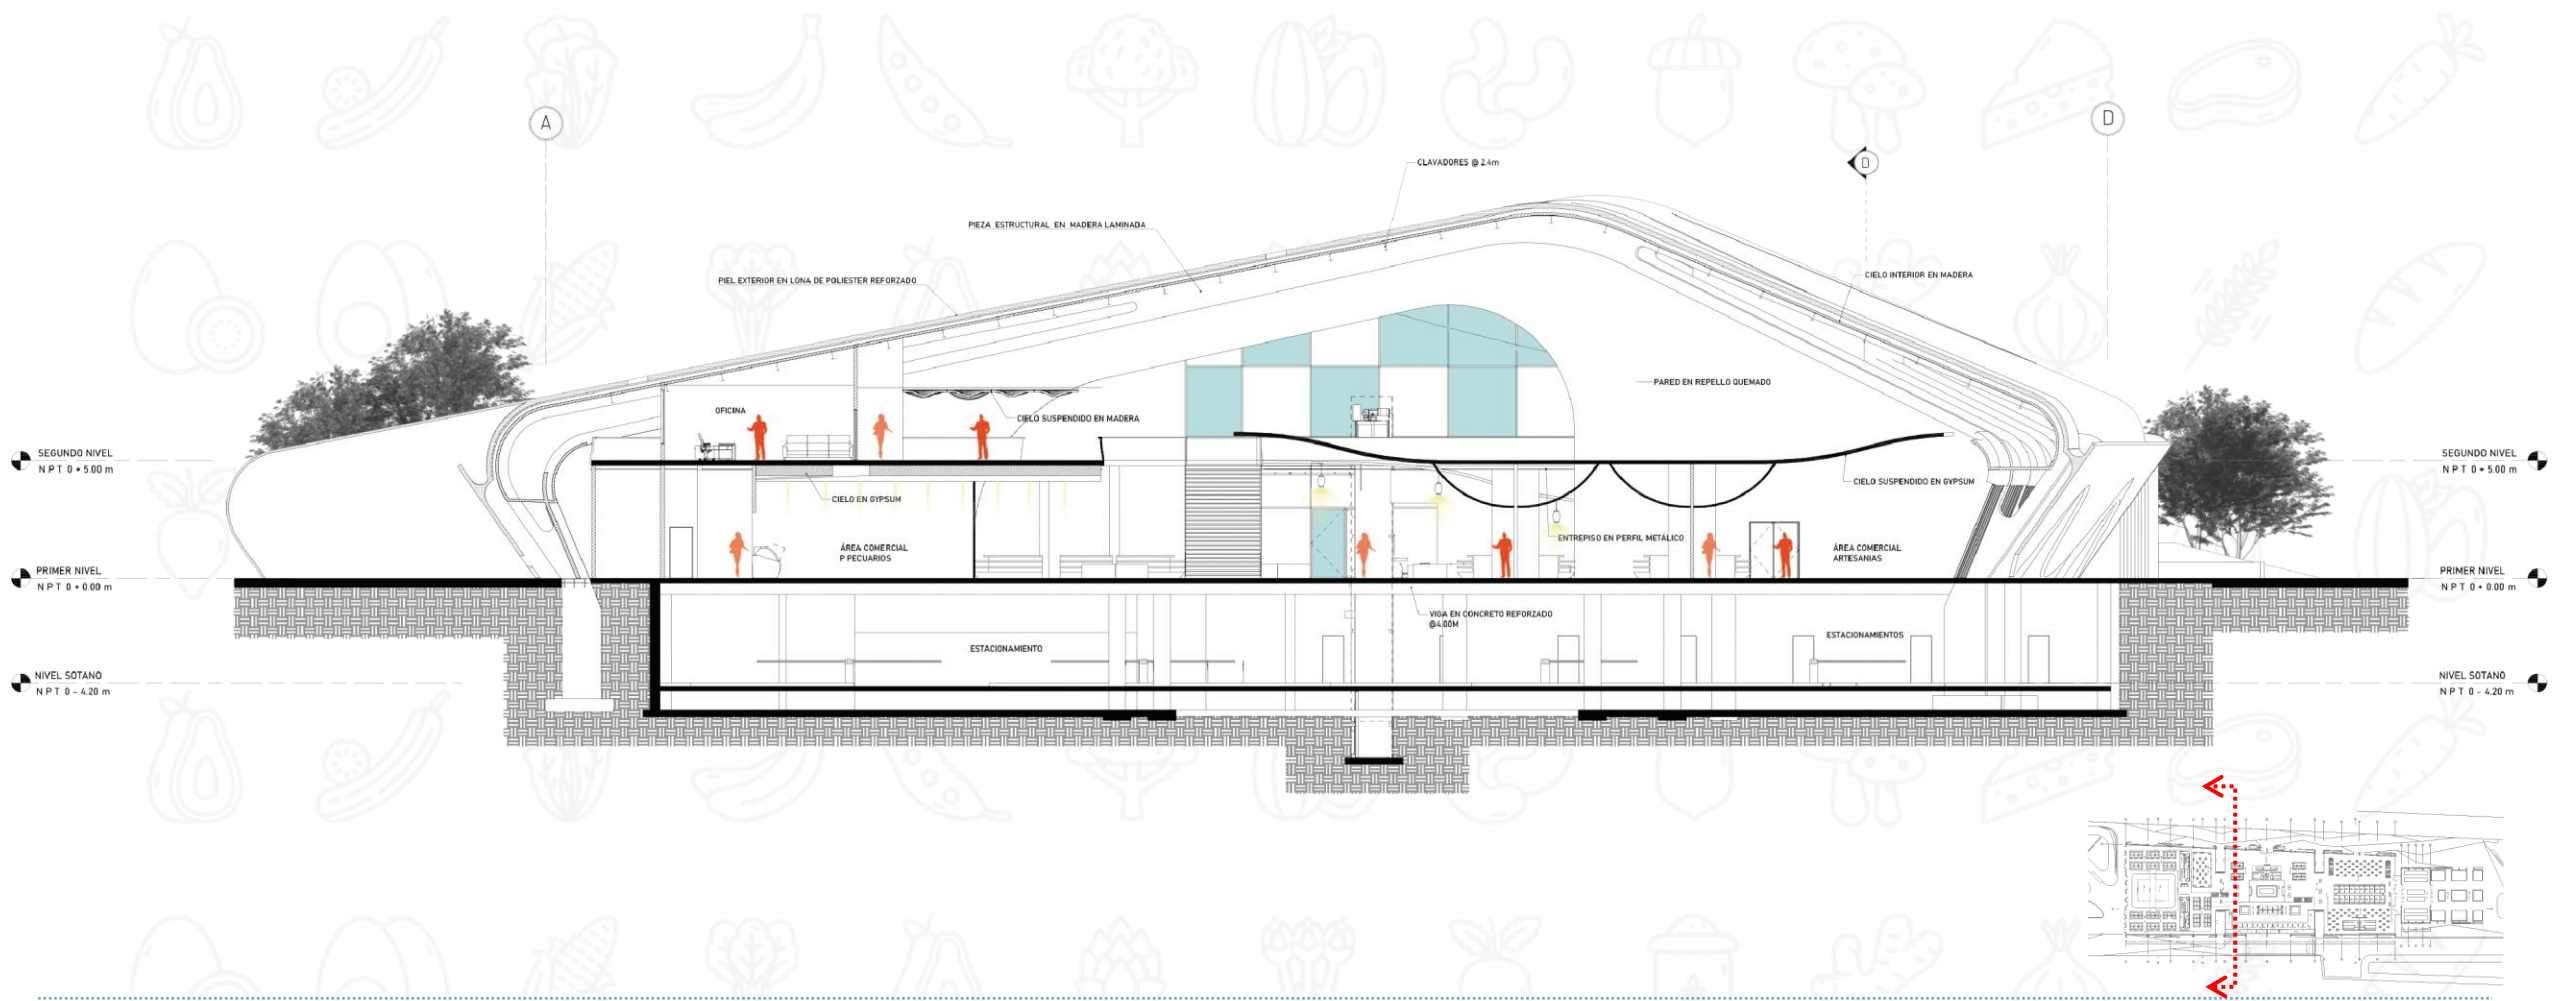 A
D
D
CLAVADORES @ 2.4m
PIEZA ESTRUCTURAL EN MADERA LAMINADA
PIEL EXTERIOR EN LONA DE POLIESTER REFORZADO
CIELO INTERIOR EN MADERA
PARED EN REPELLO QUEMADO
OFICINA
CIELO SUSPENDIDO EN MADERA
SEGUNDO NIVEL
N P T 0 + 5.00 m
SEGUNDO NIVEL
N P T 0 + 5.00 m
CIELO EN GYPSUM
CIELO SUSPENDIDO EN GYPSUM
ENTREPISO EN PERFIL METÁLICO
ÁREA COMERCIAL
P PECUARIOS
ÁREA COMERCIAL
ARTESANIAS
PRIMER NIVEL
N P T 0 + 0.00 m
PRIMER NIVEL
N P T 0 + 0.00 m
VIGA EN CONCRETO REFORZADO
@4.00M
ESTACIONAMIENTO
ESTACIONAMIENTOS
NIVEL SOTANO
N P T 0 - 4.20 m
NIVEL SOTANO
N P T 0 - 4.20 m